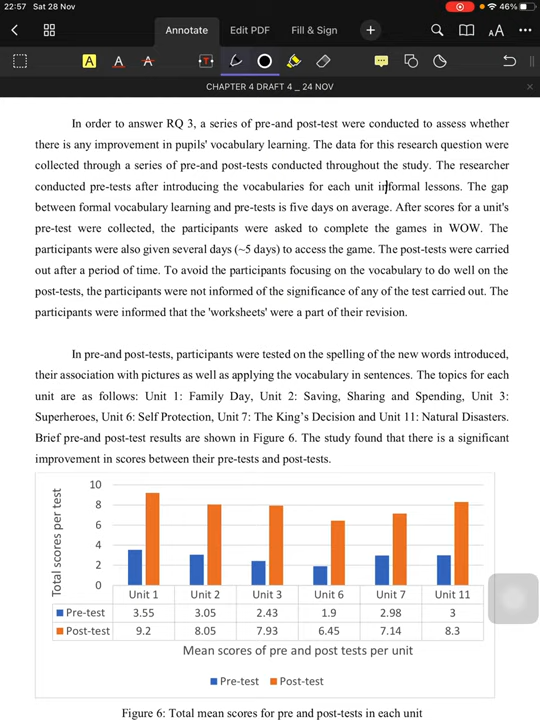 22:57 Sat 28 Nov 46%
Annotate Edit PDF Fill & Sign
AA
A A A T
CHAPTER 4 DRAFT 4 _ 24 NOV
In order to answer RQ 3, a series of pre-and post-test were conducted to assess whether
there is any improvement in pupils' vocabulary learning. The data for this research question were
collected through a series of pre-and post-tests conducted throughout the study. The researcher
conducted pre-tests after introducing the vocabularies for each unit informal lessons. The gap
between formal vocabulary learning and pre-tests is five days on average. After scores for a unit's
pre-test were collected, the participants were asked to complete the games in WOW. The
participants were also given several days (~5 days) to access the game. The post-tests were carried
out after a period of time. To avoid the participants focusing on the vocabulary to do well on the
post-tests, the participants were not informed of the significance of any of the test carried out. The
participants were informed that the 'worksheets' were a part of their revision.
In pre-and post-tests, participants were tested on the spelling of the new words introduced,
their association with pictures as well as applying the vocabulary in sentences. The topics for each
unit are as follows: Unit 1: Family Day, Unit 2: Saving, Sharing and Spending, Unit 3:
Superheroes, Unit 6: Self Protection, Unit 7: The King's Decision and Unit 11: Natural Disasters.
Brief pre-and post-test results are shown in Figure 6. The study found that there is a significant
improvement in scores between their pre-tests and post-tests.
Total scores per test
10
8
6
4
2
0
Unit 1 Unit 2 Unit 3 Unit 6 Unit 7 Unit 11
Pre-test 3.55 3.05 2.43 1.9 2.98 3
Post-test 9.2 8.05 7.93 6.45 7.14 8.3
Mean scores of pre and post tests per unit
Pre-test Post-test
Figure 6: Total mean scores for pre and post-tests in each unit